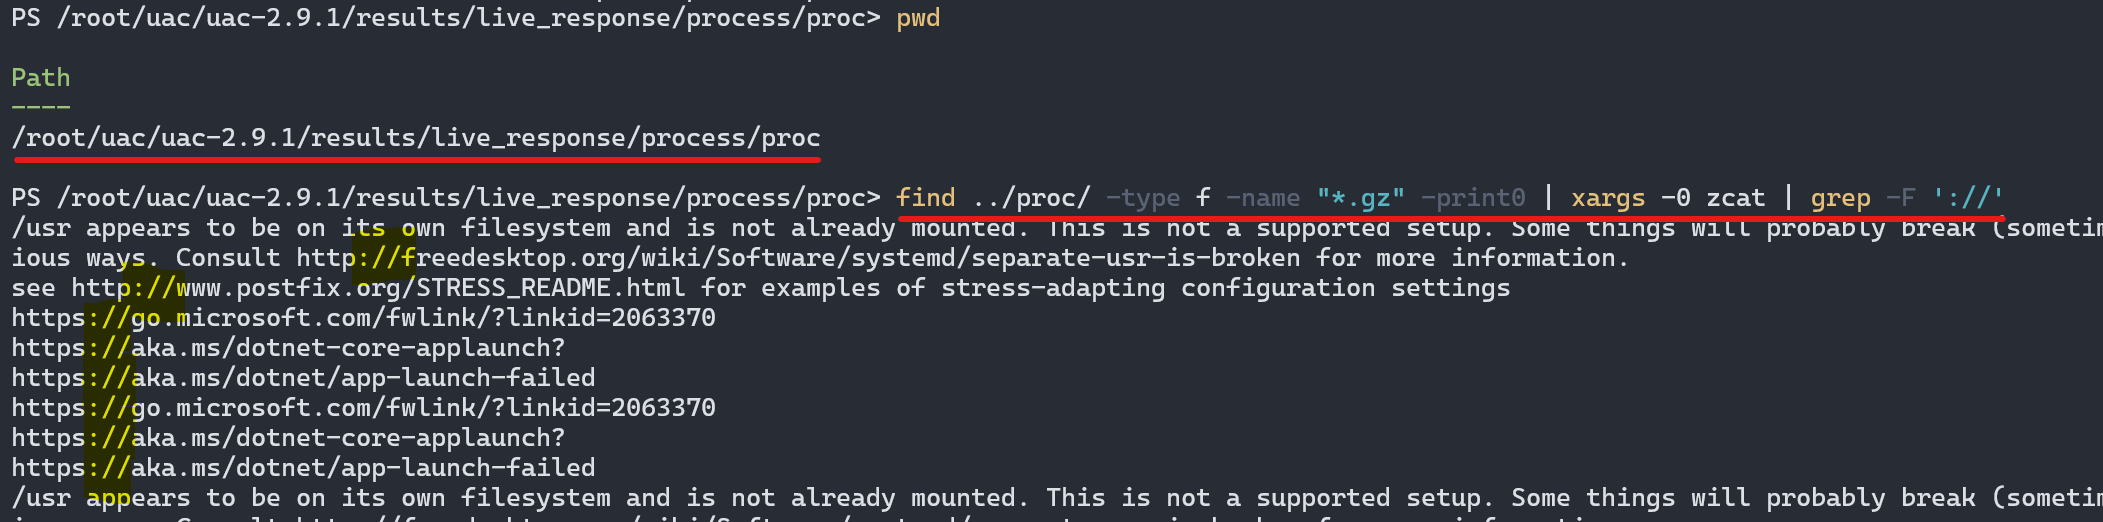 PS /root/uac/uac-2.9.1/results/live_response/process/proc> pwd
Path
----
/root/uac/uac-2.9.1/results/live_response/process/proc
PS /root/uac/uac-2.9.1/results/live_response/process/proc> find ../proc/ -type f -name "*.gz" -print0 | xargs -0 zcat | grep -F '://'
/usr appears to be on its own filesystem and is not already mounted. This is not a supported setup. Some things will probably break (sometim
ious ways. Consult http://freedesktop.org/wiki/Software/systemd/separate-usr-is-broken for more information.
see http://www.postfix.org/STRESS_README.html for examples of stress-adapting configuration settings
https://go.microsoft.com/fwlink/?linkid=2063370
https://aka.ms/dotnet-core-applaunch?
https://aka.ms/dotnet/app-launch-failed
https://go.microsoft.com/fwlink/?linkid=2063370
https://aka.ms/dotnet-core-applaunch?
https://aka.ms/dotnet/app-launch-failed
/usr appears to be on its own filesystem and is not already mounted. This is not a supported setup. Some things will probably break (sometim